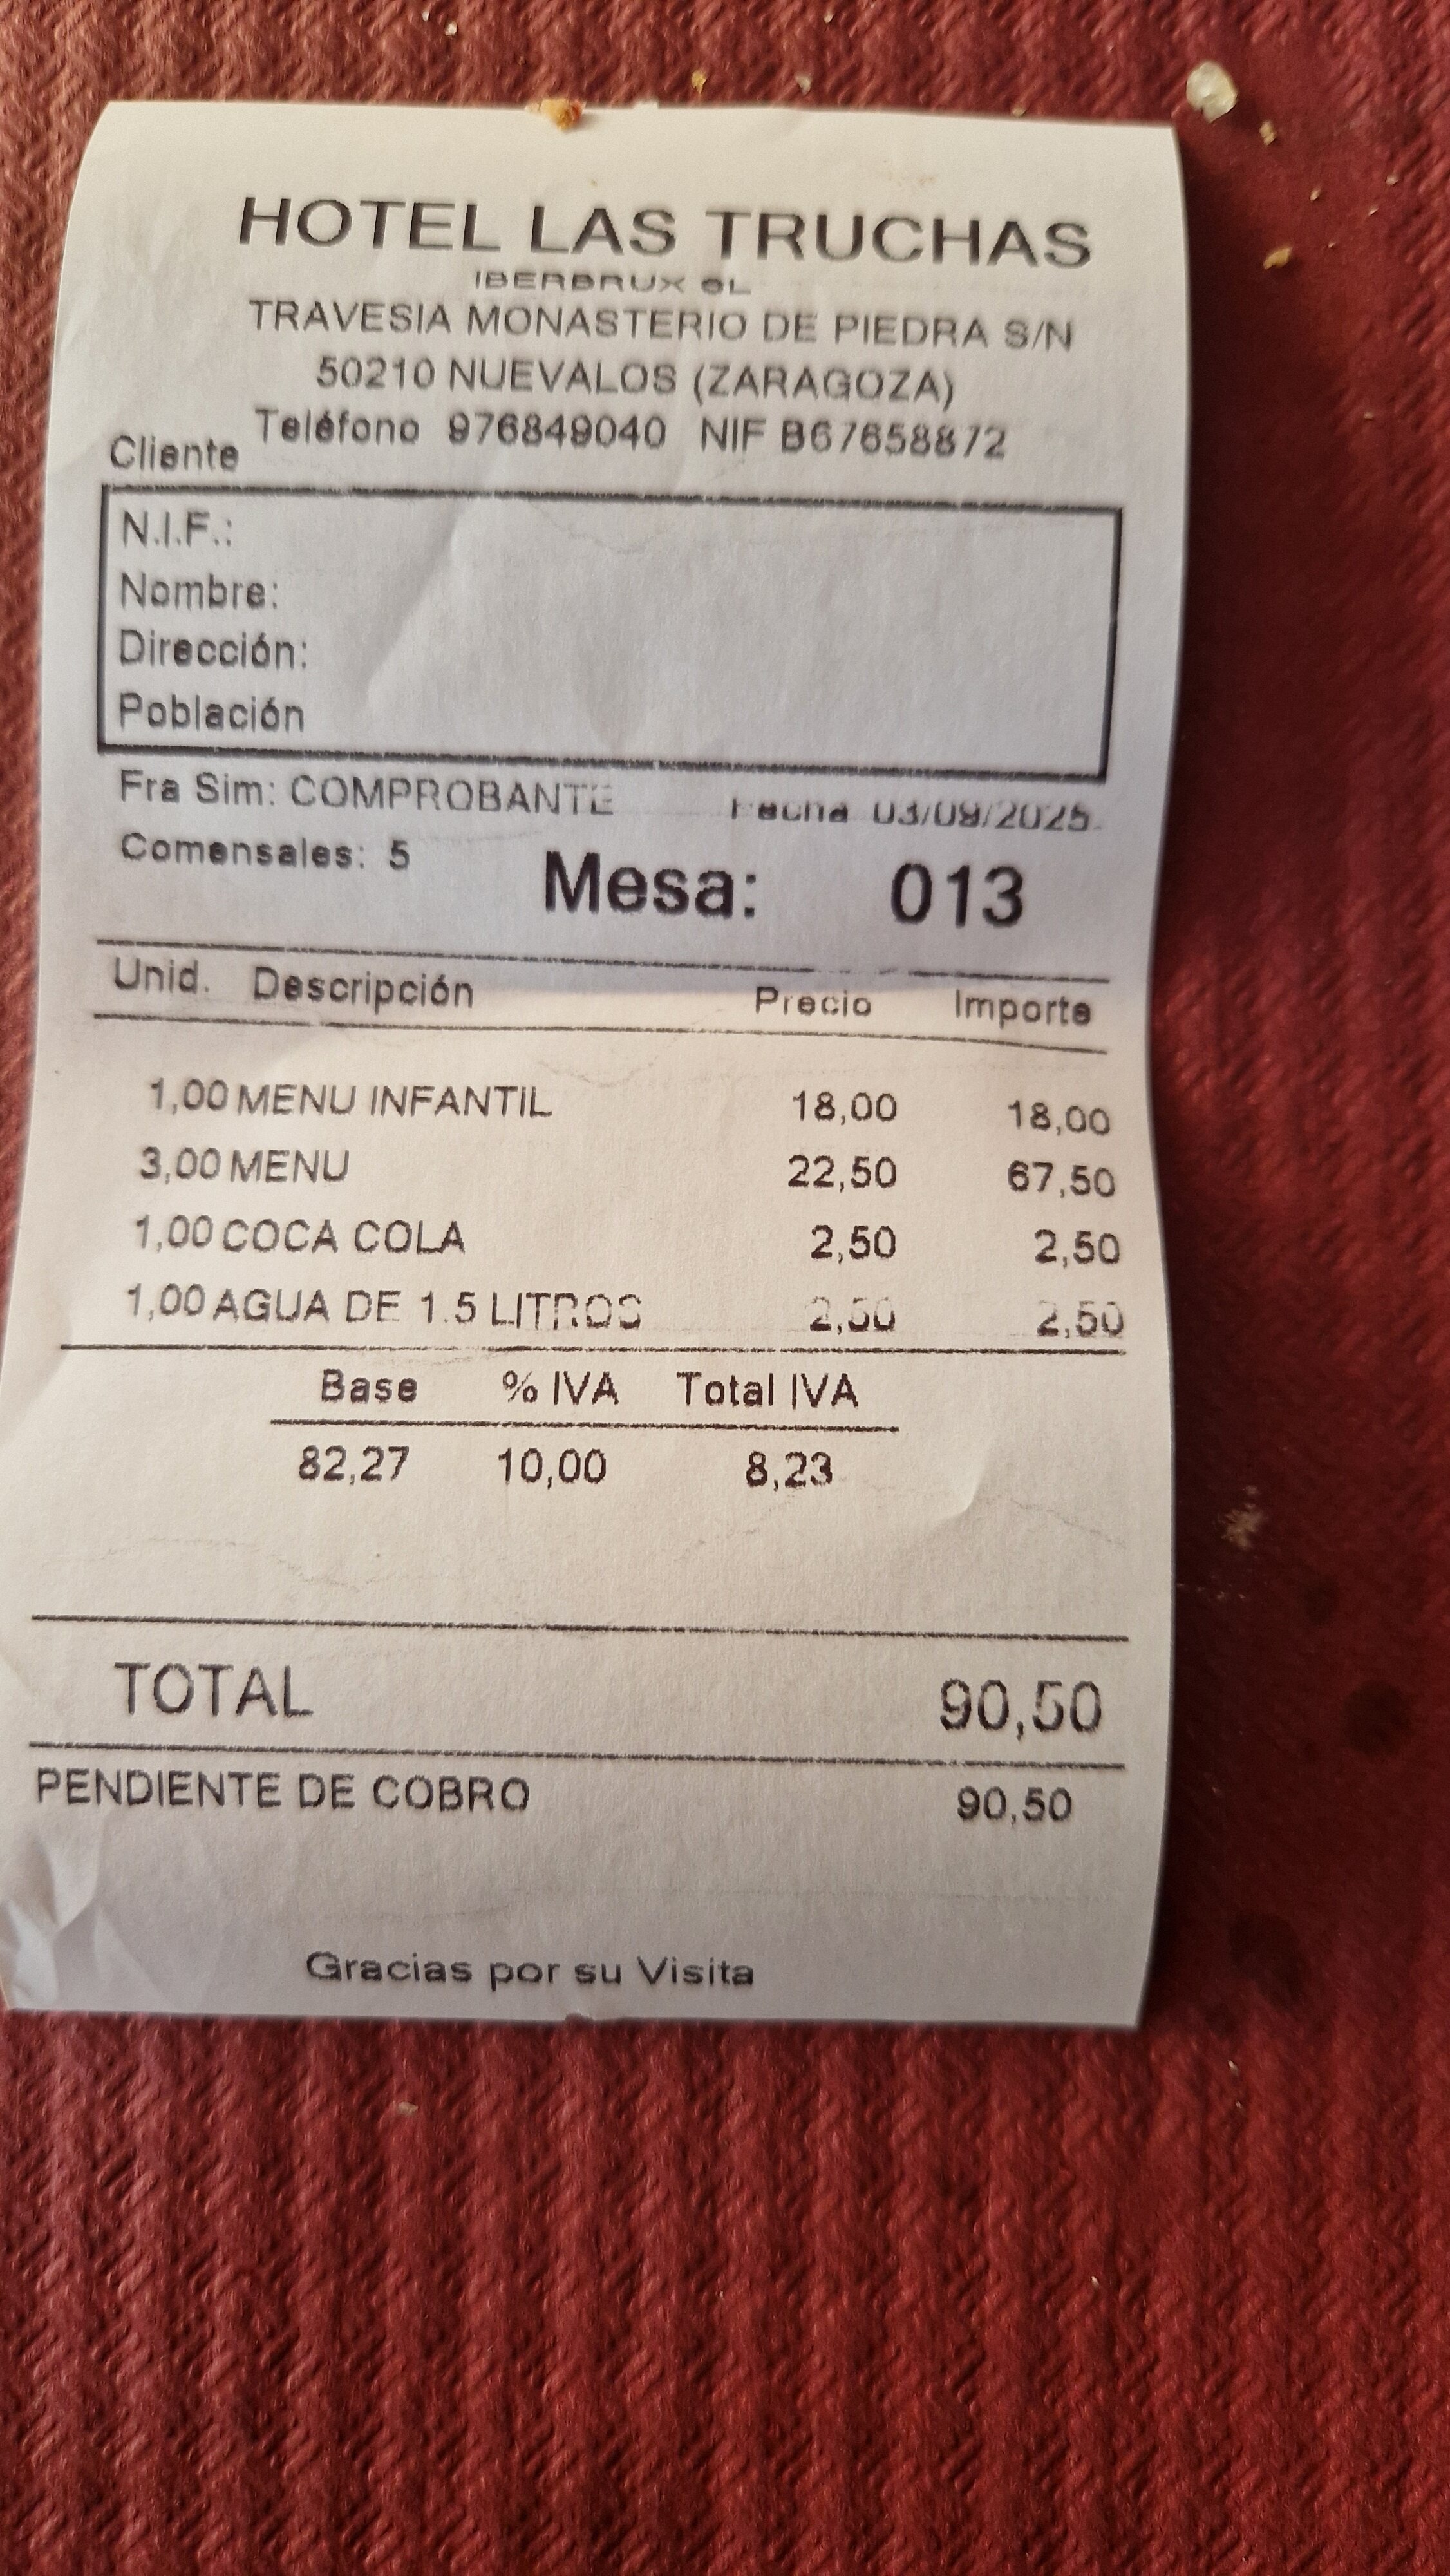 HOTEL LAS TRUCHAS
IBERBRUX SL
TRAVESIA MONASTERIO DE PIEDRA S/N
50210 NUEVALOS (ZARAGOZA)
Teléfono 976849040 NIF B67658872
Cliente
N.I.F.:
Nombre:
Dirección:
Población
Fra Sim: COMPROBANTE Fecha 03/09/2025
Comensales: 5 Mesa: 013
Unid. Descripción Precio Importe
1,00 MENU INFANTIL 18,00 18,00
3,00 MENU 22,50 67,50
1,00 COCA COLA 2,50 2,50
1,00 AGUA DE 1.5 LITROS 2,50 2,50
Base % IVA Total IVA
82,27 10,00 8,23
TOTAL 90,50
PENDIENTE DE COBRO 90,50
Gracias por su Visita